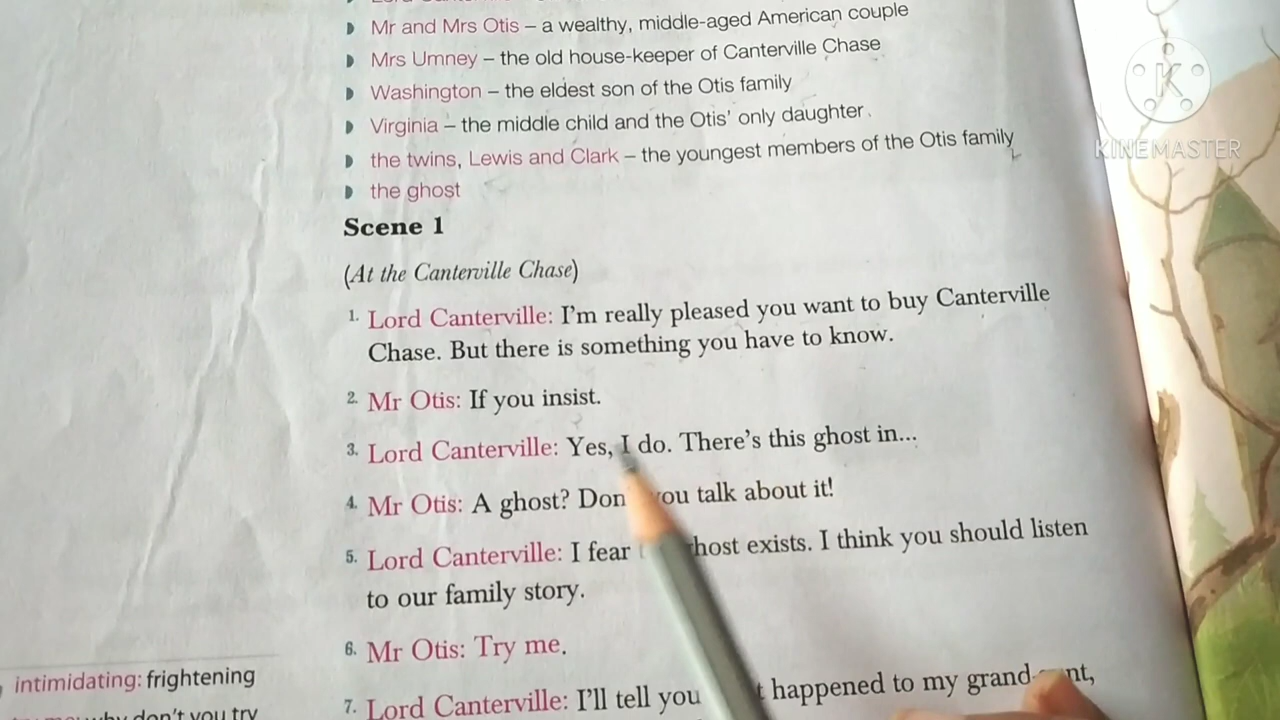 Mr and Mrs Otis – a wealthy, middle-aged American couple
Mrs Umney – the old house-keeper of Canterville Chase
Washington – the eldest son of the Otis family
Virginia – the middle child and the Otis' only daughter.
the twins, Lewis and Clark – the youngest members of the Otis family
the ghost
K
KINEMASTER
Scene 1
(At the Canterville Chase)
1. Lord Canterville: I'm really pleased you want to buy Canterville
Chase. But there is something you have to know.
2. Mr Otis: If you insist.
3. Lord Canterville: Yes, I do. There's this ghost in...
4. Mr Otis: A ghost? you talk about it!
5. Lord Canterville: I fear exists. I think you should listen
to our family story.
6. Mr Otis: Try me.
7. Lord Canterville: I'll tell you happened to my
intimidating: frightening
why don't you try